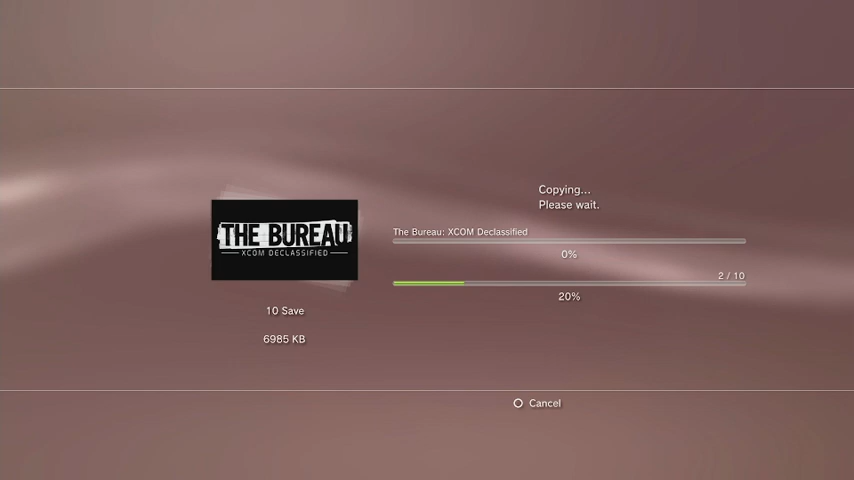 Copying...
Please wait.
THE BUREAU
XCOM DECLASSIFIED
The Bureau: XCOM Declassified
0%
2 / 10
20%
10 Save
6985 KB
Cancel